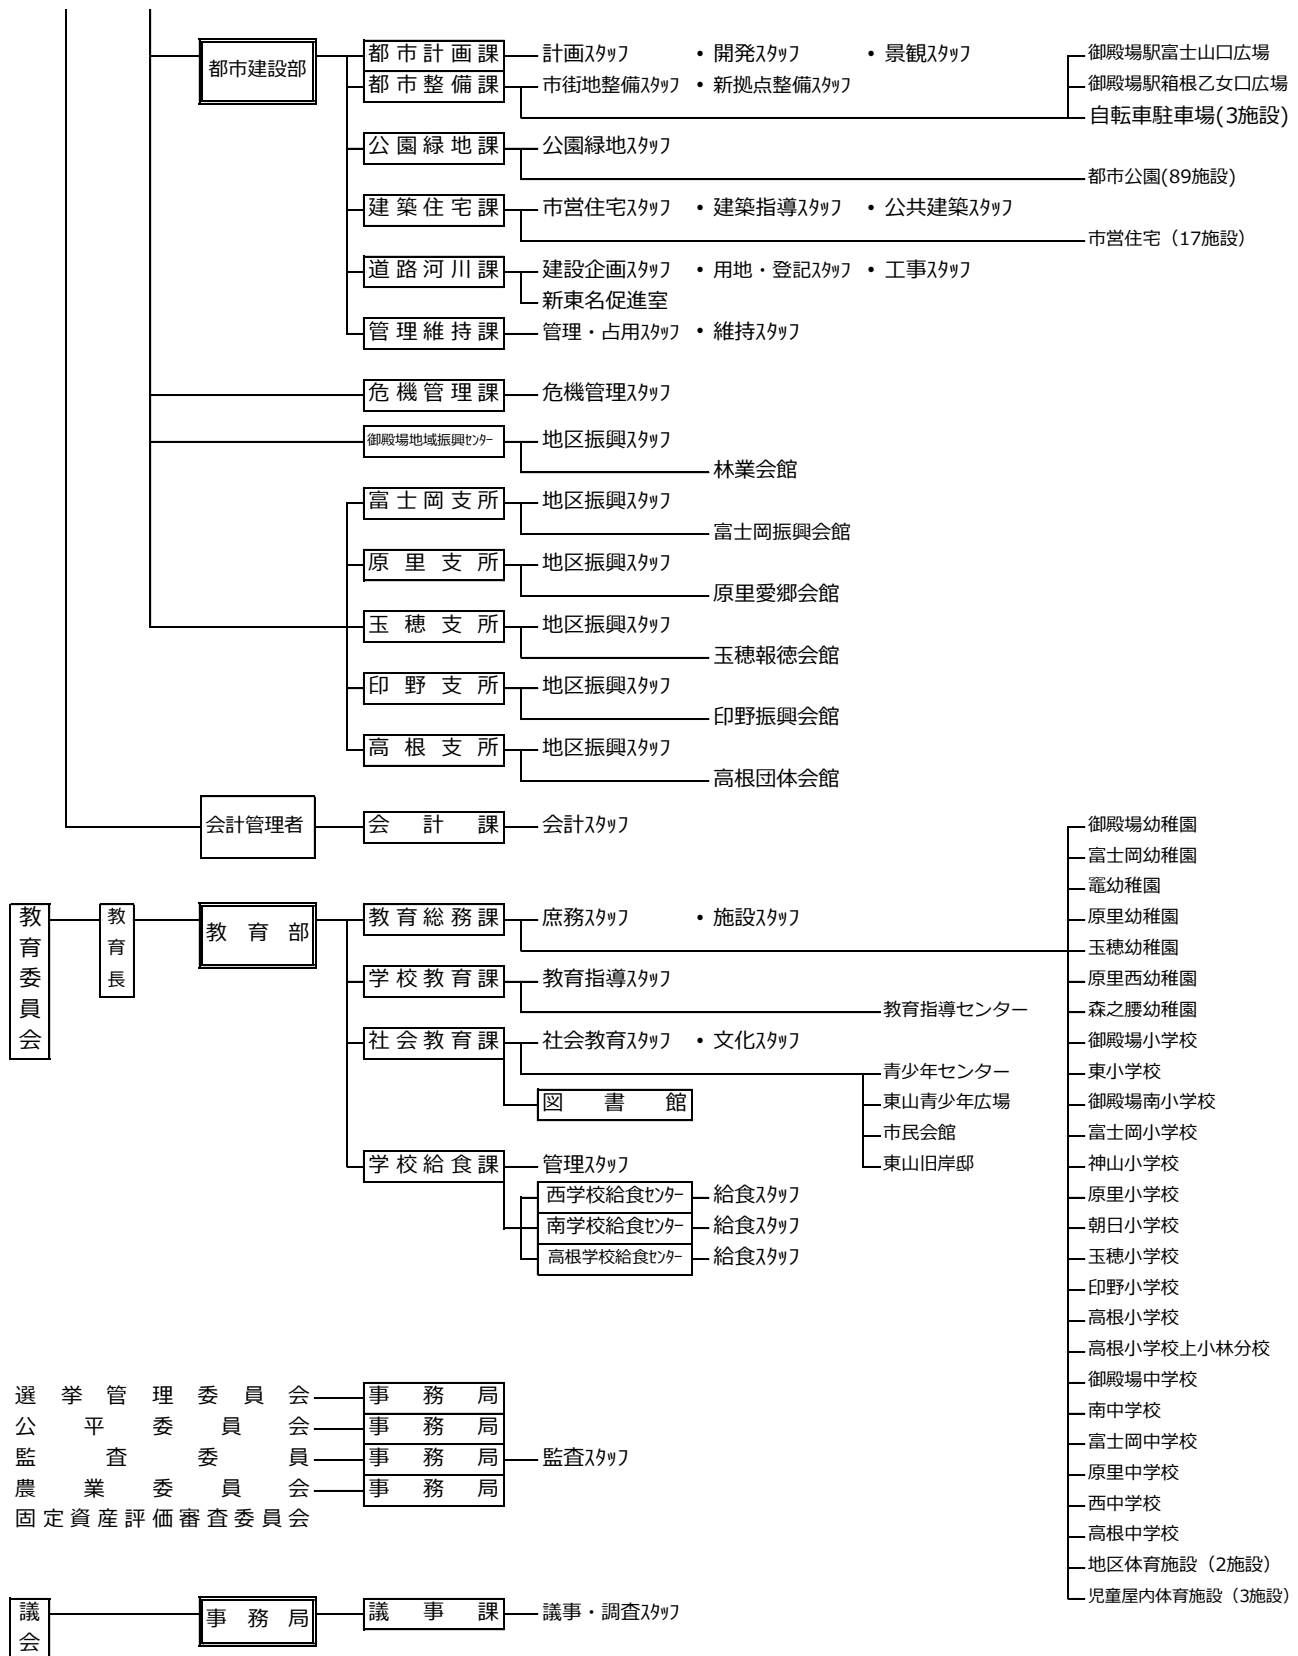 都市建設部
都市計画課 計画ｽﾀｯﾌ ・ 開発ｽﾀｯﾌ ・ 景観ｽﾀｯﾌ 御殿場駅富士山口広場
都市整備課 市街地整備ｽﾀｯﾌ ・ 新拠点整備ｽﾀｯﾌ 御殿場駅箱根乙女口広場
自転車駐車場(3施設)
公園緑地課 公園緑地ｽﾀｯﾌ
都市公園(89施設)
建築住宅課 市営住宅ｽﾀｯﾌ ・ 建築指導ｽﾀｯﾌ ・ 公共建築ｽﾀｯﾌ
市営住宅（17施設）
道路河川課 建設企画ｽﾀｯﾌ ・ 用地・登記ｽﾀｯﾌ ・ 工事ｽﾀｯﾌ
新東名促進室
管理維持課 管理・占用ｽﾀｯﾌ ・ 維持ｽﾀｯﾌ
危機管理課 危機管理ｽﾀｯﾌ
御殿場地域振興ｾﾝﾀｰ 地区振興ｽﾀｯﾌ
林業会館
富士岡支所 地区振興ｽﾀｯﾌ
富士岡振興会館
原里支所 地区振興ｽﾀｯﾌ
原里愛郷会館
玉穂支所 地区振興ｽﾀｯﾌ
玉穂報徳会館
印野支所 地区振興ｽﾀｯﾌ
印野振興会館
高根支所 地区振興ｽﾀｯﾌ
高根団体会館
会計管理者 会計課 会計ｽﾀｯﾌ
教育委員会 教育長 教育部
教育総務課 庶務ｽﾀｯﾌ ・ 施設ｽﾀｯﾌ
学校教育課 教育指導ｽﾀｯﾌ
教育指導センター
社会教育課 社会教育ｽﾀｯﾌ ・ 文化ｽﾀｯﾌ
青少年センター
図書館 東山青少年広場
市民会館
東山旧岸邸
学校給食課 管理ｽﾀｯﾌ
西学校給食ｾﾝﾀｰ 給食ｽﾀｯﾌ
南学校給食ｾﾝﾀｰ 給食ｽﾀｯﾌ
高根学校給食ｾﾝﾀｰ 給食ｽﾀｯﾌ
御殿場幼稚園
富士岡幼稚園
竈幼稚園
原里幼稚園
玉穂幼稚園
原里西幼稚園
森之腰幼稚園
御殿場小学校
東小学校
御殿場南小学校
富士岡小学校
神山小学校
原里小学校
朝日小学校
玉穂小学校
印野小学校
高根小学校
高根小学校上小林分校
御殿場中学校
南中学校
富士岡中学校
原里中学校
西中学校
高根中学校
地区体育施設（2施設）
児童屋内体育施設（3施設）
選挙管理委員会 事務局
公平委員会 事務局
監査委員 事務局 監査ｽﾀｯﾌ
農業委員会 事務局
固定資産評価審査委員会
議会 事務局 議事課 議事・調査ｽﾀｯﾌ